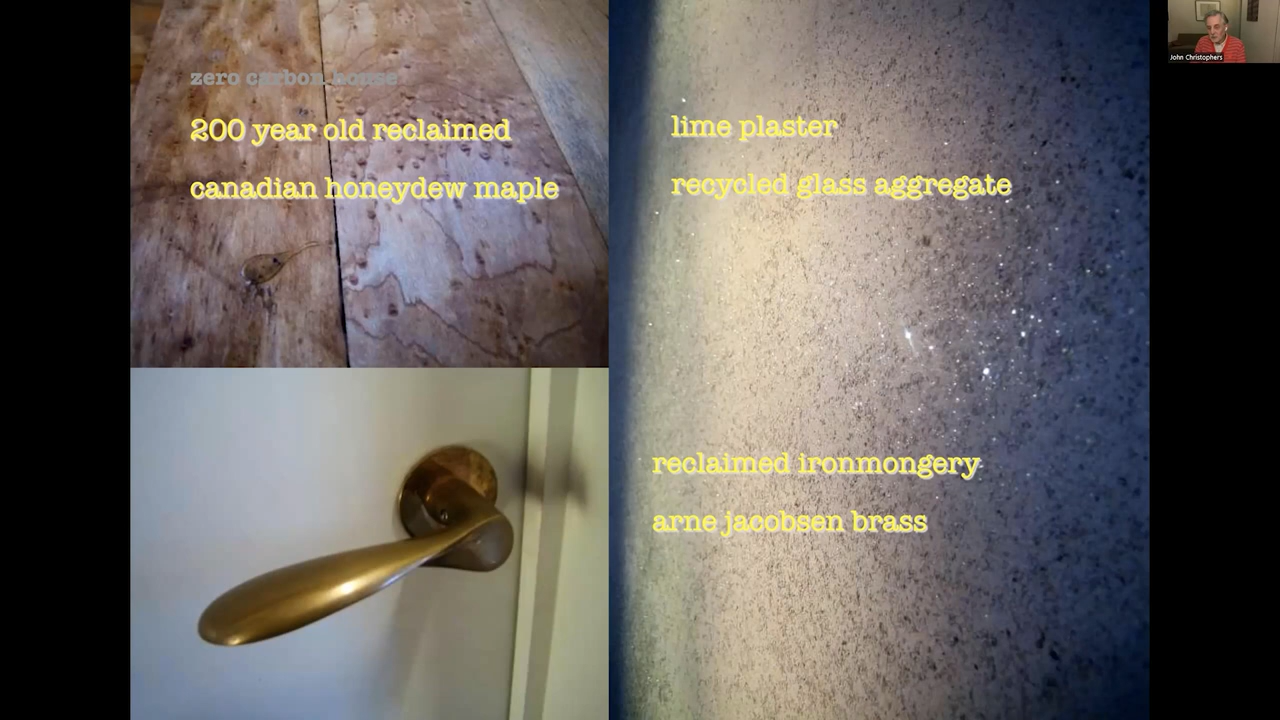 zero carbon house
200 year old reclaimed
canadian honeydew maple
lime plaster
recycled glass aggregate
reclaimed ironmongery
arne jacobsen brass
John Christophers